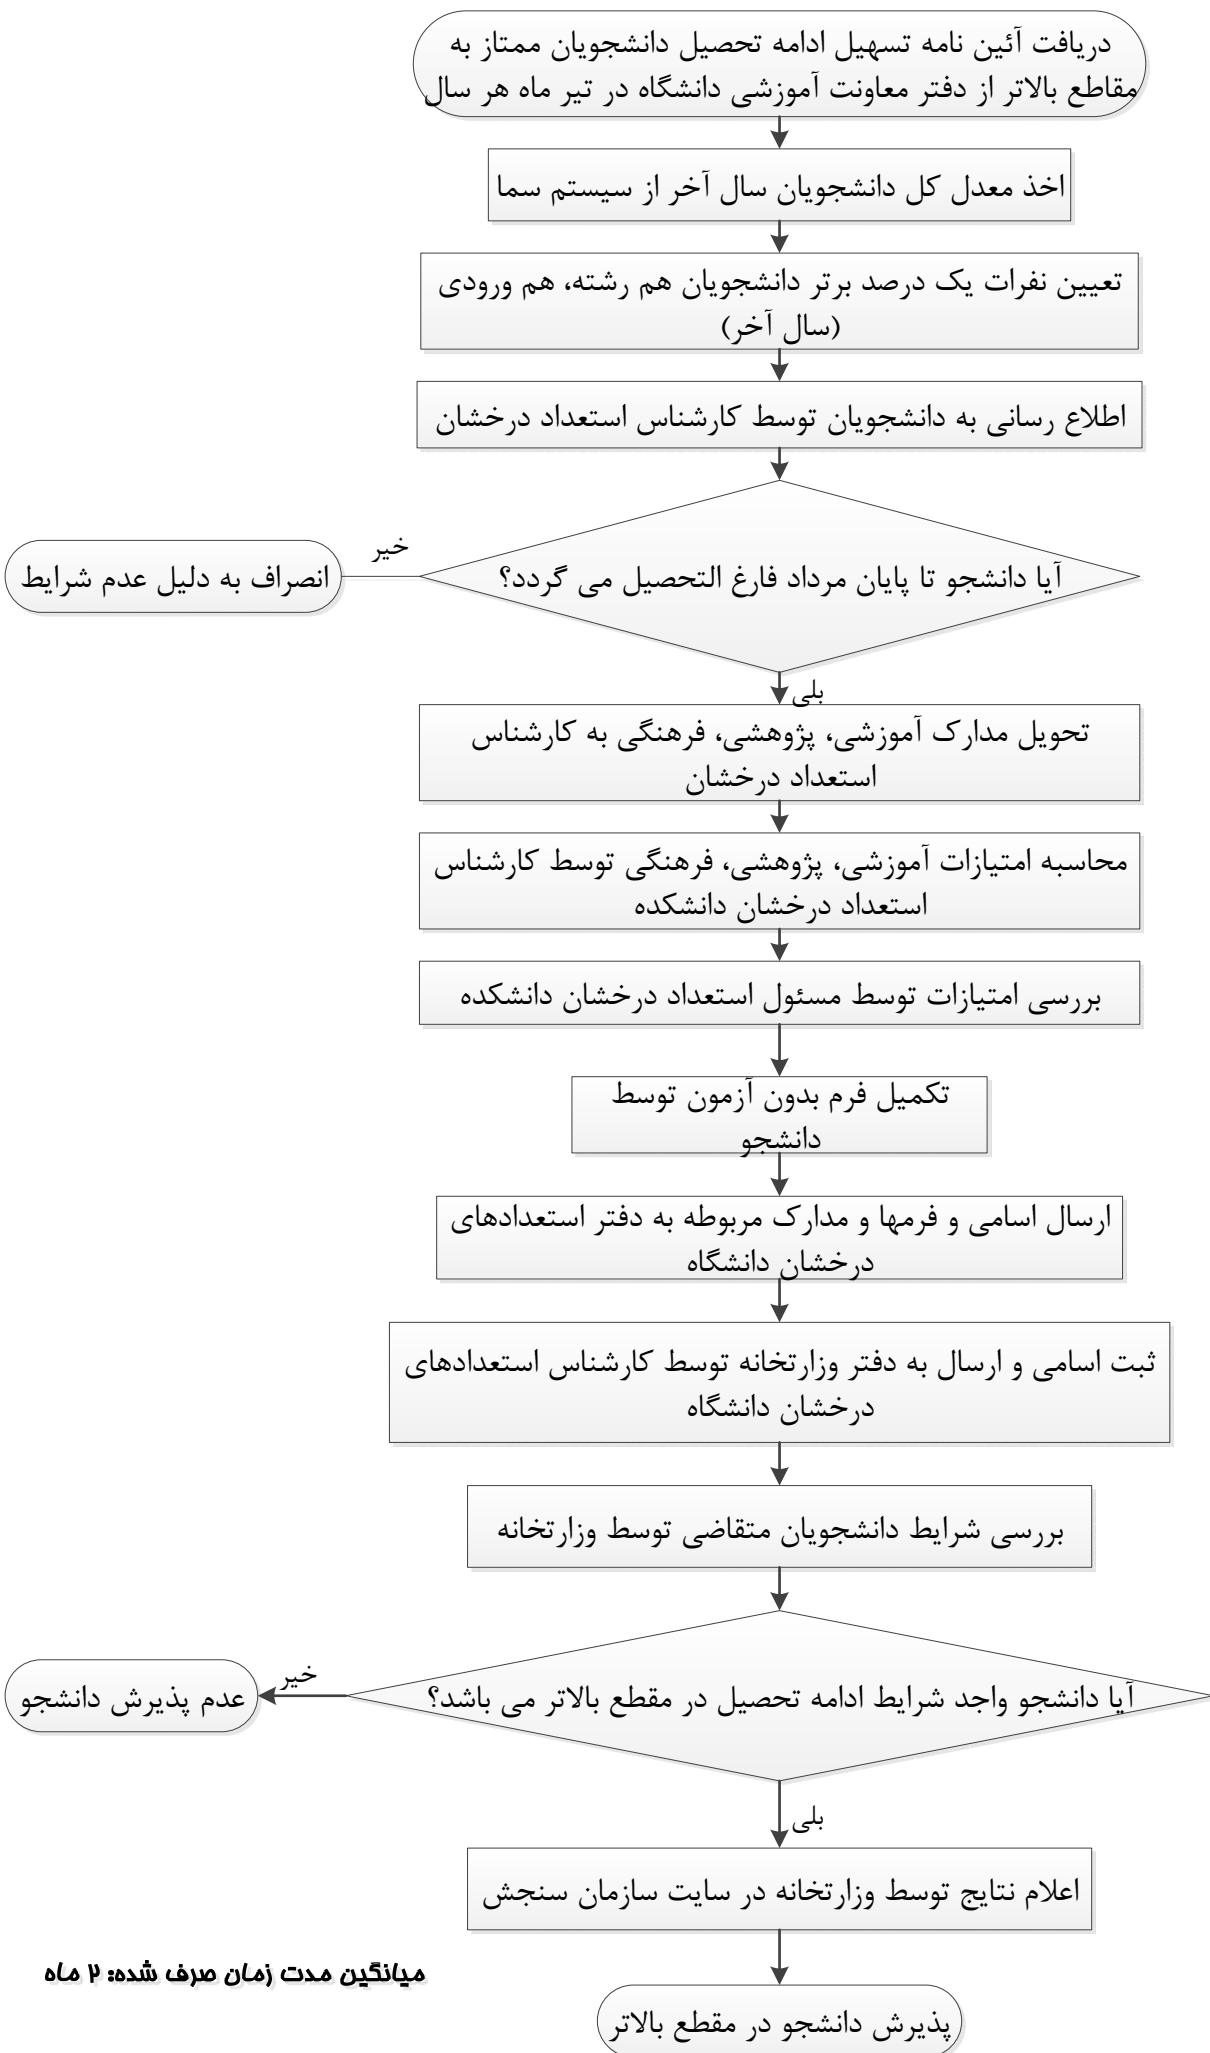 دریافت آئین نامه تسهیل ادامه تحصیل دانشجویان ممتاز به
مقاطع بالاتر از دفتر معاونت آموزشی دانشگاه در تیر ماه هر سال
اخذ معدل کل دانشجویان سال آخر از سیستم سما
تعیین نفرات یک درصد برتر دانشجویان هم رشته، هم ورودی
(سال آخر)
اطلاع رسانی به دانشجویان توسط کارشناس استعداد درخشان
آیا دانشجو تا پایان مرداد فارغ التحصیل می گردد؟
خیر
انصراف به دلیل عدم شرایط
بلی
تحویل مدارک آموزشی، پژوهشی، فرهنگی به کارشناس
استعداد درخشان
محاسبه امتیازات آموزشی، پژوهشی، فرهنگی توسط کارشناس
استعداد درخشان دانشکده
بررسی امتیازات توسط مسئول استعداد درخشان دانشکده
تکمیل فرم بدون آزمون توسط
دانشجو
ارسال اسامی و فرمها و مدارک مربوطه به دفتر استعدادهای
درخشان دانشگاه
ثبت اسامی و ارسال به دفتر وزارتخانه توسط کارشناس استعدادهای
درخشان دانشگاه
بررسی شرایط دانشجویان متقاضی توسط وزارتخانه
آیا دانشجو واجد شرایط ادامه تحصیل در مقطع بالاتر می باشد؟
خیر
عدم پذیرش دانشجو
بلی
اعلام نتایج توسط وزارتخانه در سایت سازمان سنجش
میانگین مدت زمان صرف شده: ۲ ماه
پذیرش دانشجو در مقطع بالاتر